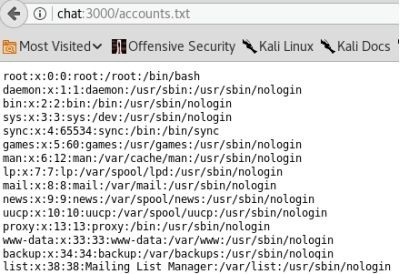 chat:3000/accounts.txt
Most Visited Offensive Security Kali Linux Kali Docs
root:x:0:0:root:/root:/bin/bash
daemon:x:1:1:daemon:/usr/sbin:/usr/sbin/nologin
bin:x:2:2:bin:/bin:/usr/sbin/nologin
sys:x:3:3:sys:/dev:/usr/sbin/nologin
sync:x:4:65534:sync:/bin:/bin/sync
games:x:5:60:games:/usr/games:/usr/sbin/nologin
man:x:6:12:man:/var/cache/man:/usr/sbin/nologin
lp:x:7:7:lp:/var/spool/lpd:/usr/sbin/nologin
mail:x:8:8:mail:/var/mail:/usr/sbin/nologin
news:x:9:9:news:/var/spool/news:/usr/sbin/nologin
uucp:x:10:10:uucp:/var/spool/uucp:/usr/sbin/nologin
proxy:x:13:13:proxy:/bin:/usr/sbin/nologin
www-data:x:33:33:www-data:/var/www:/usr/sbin/nologin
backup:x:34:34:backup:/var/backups:/usr/sbin/nologin
list:x:38:38:Mailing List Manager:/var/list:/usr/sbin/nologin